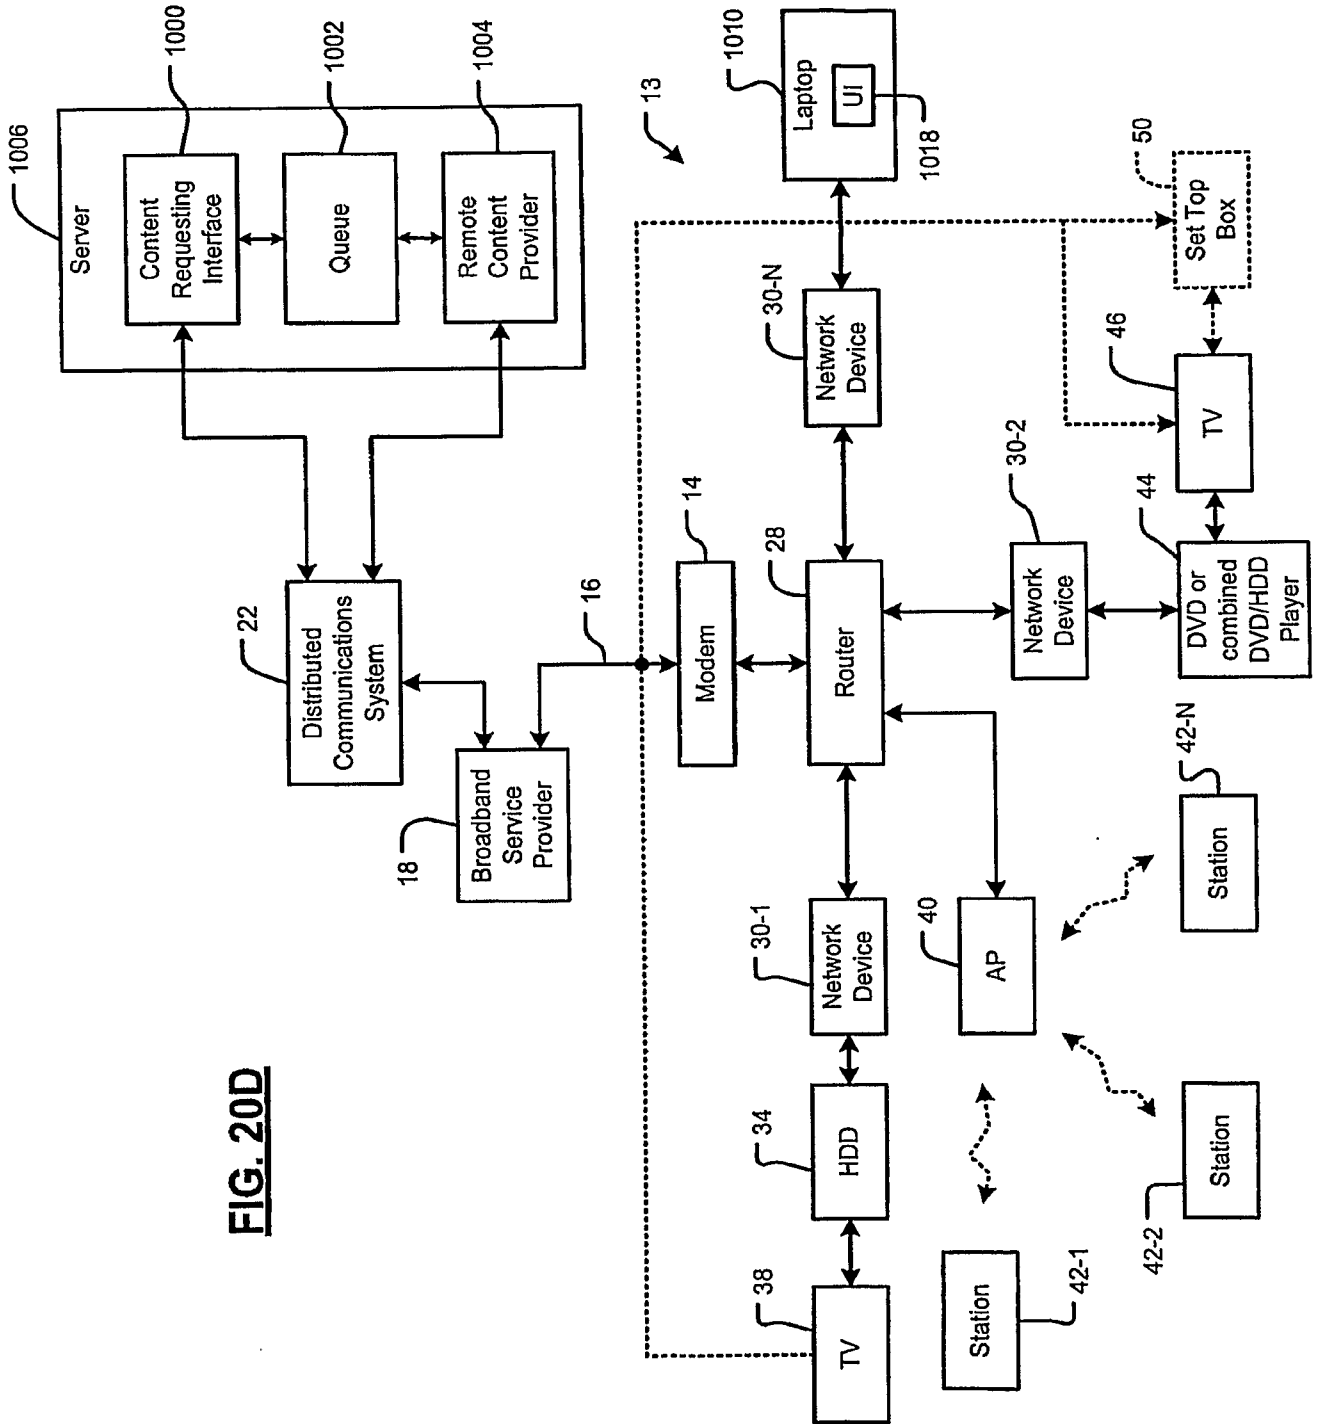 FIG. 20D
1006
Server
1000
Content
Requesting
Interface
1002
Queue
1004
Remote
Content
Provider
22
Distributed
Communications
System
18
Broadband
Service
Provider
16
13
14
Modem
28
Router
30-N
Network
Device
1010
Laptop
UI
1018
30-1
Network
Device
34
HDD
38
TV
40
AP
42-1
Station
42-2
Station
42-N
Station
30-2
Network
Device
44
DVD or
combined
DVD/HDD
Player
46
TV
50
Set Top
Box